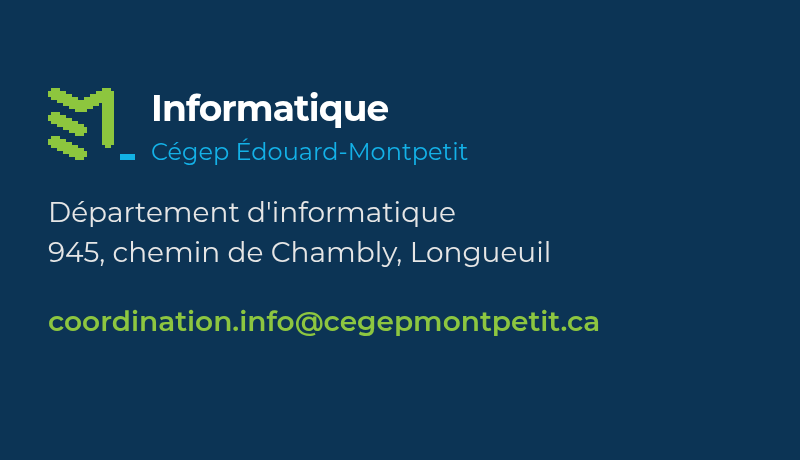 Informatique
Cégep Édouard-Montpetit
Département d'informatique
945, chemin de Chambly, Longueuil
coordination.info@cegepmontpetit.ca